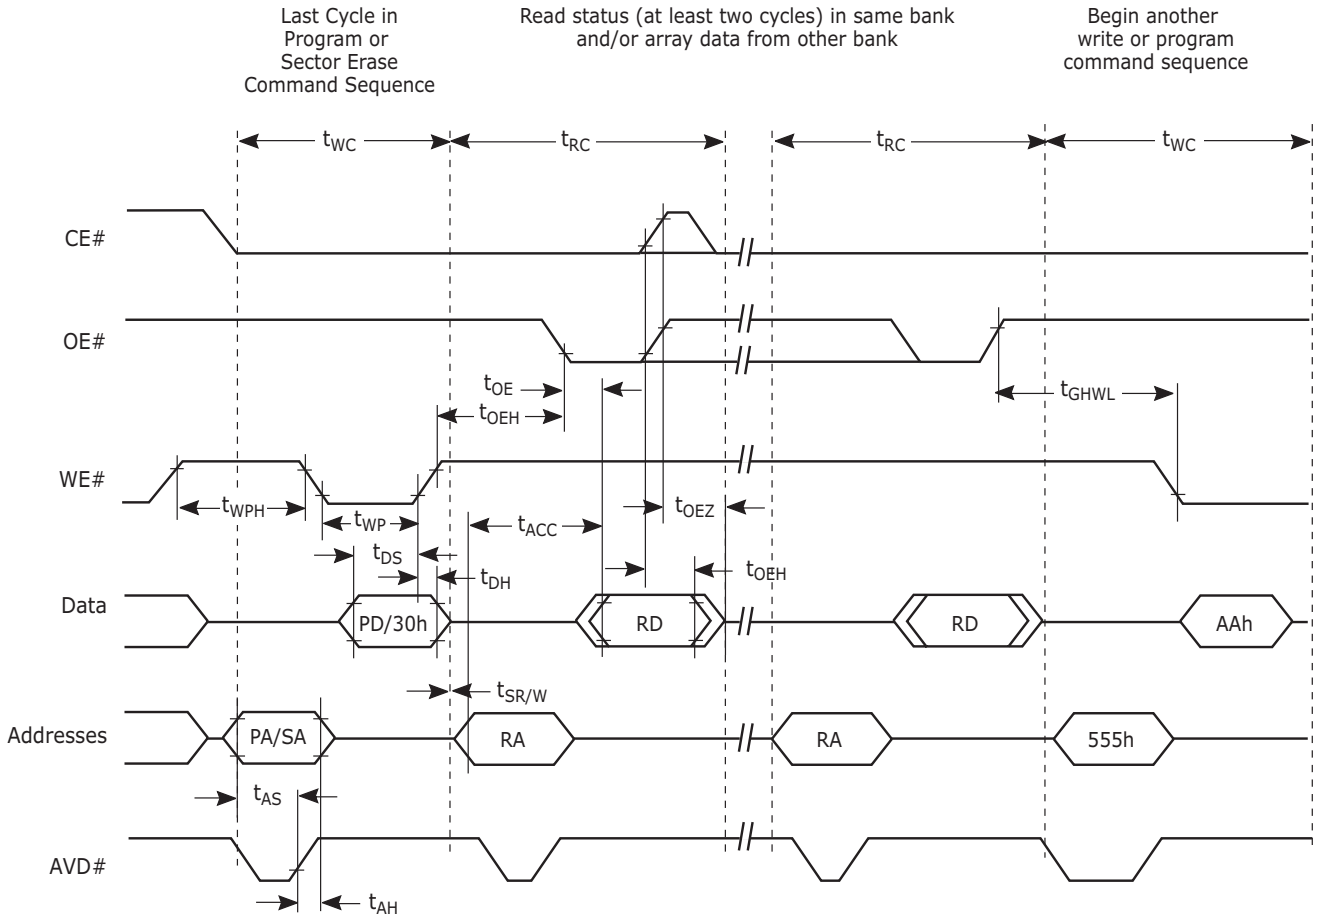 Last Cycle in
Program or
Sector Erase
Command Sequence
Read status (at least two cycles) in same bank
and/or array data from other bank
Begin another
write or program
command sequence
tWC
tRC
tRC
tWC
CE#
OE#
tOE
tOEH
tGHWL
WE#
tWPH
tWP
tACC
tOEZ
tDS
tDH
tOEH
Data
PD/30h
RD
RD
AAh
tSR/W
Addresses
PA/SA
RA
RA
555h
tAS
AVD#
tAH